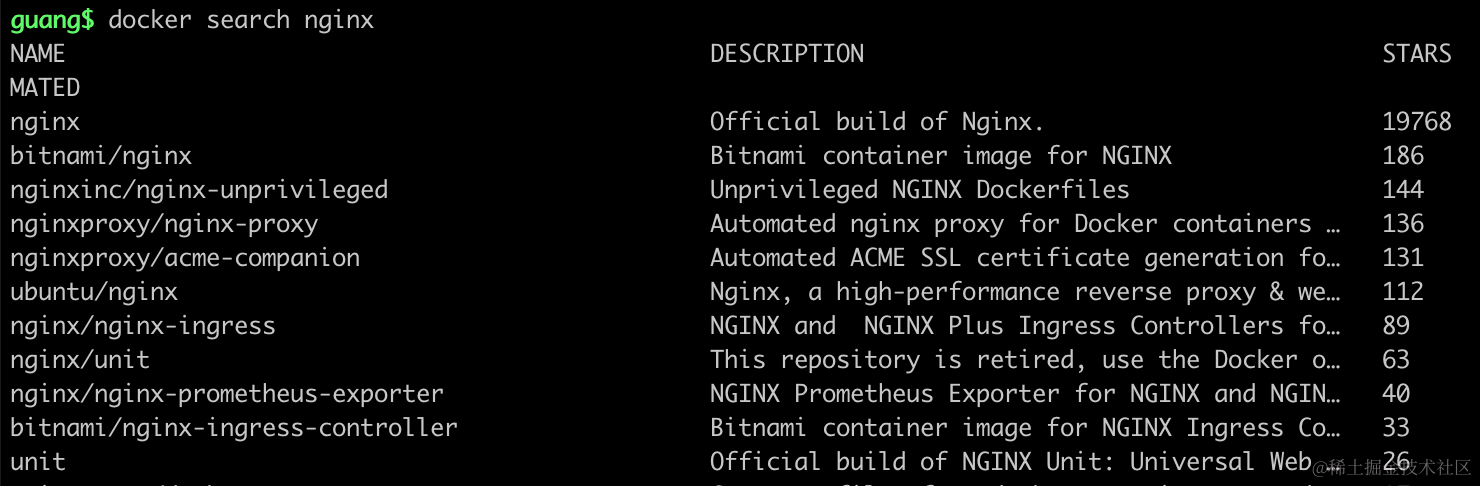 guang$ docker search nginx
NAME DESCRIPTION STARS
MATED
nginx Official build of Nginx. 19768
bitnami/nginx Bitnami container image for NGINX 186
nginxinc/nginx-unprivileged Unprivileged NGINX Dockerfiles 144
nginxproxy/nginx-proxy Automated nginx proxy for Docker containers … 136
nginxproxy/acme-companion Automated ACME SSL certificate generation fo… 131
ubuntu/nginx Nginx, a high-performance reverse proxy & we… 112
nginx/nginx-ingress NGINX and  NGINX Plus Ingress Controllers fo… 89
nginx/unit This repository is retired, use the Docker o… 63
nginx/nginx-prometheus-exporter NGINX Prometheus Exporter for NGINX and NGIN… 40
bitnami/nginx-ingress-controller Bitnami container image for NGINX Ingress Co… 33
unit Official build of NGINX Unit: Universal Web … 26
@稀土掘金技术社区